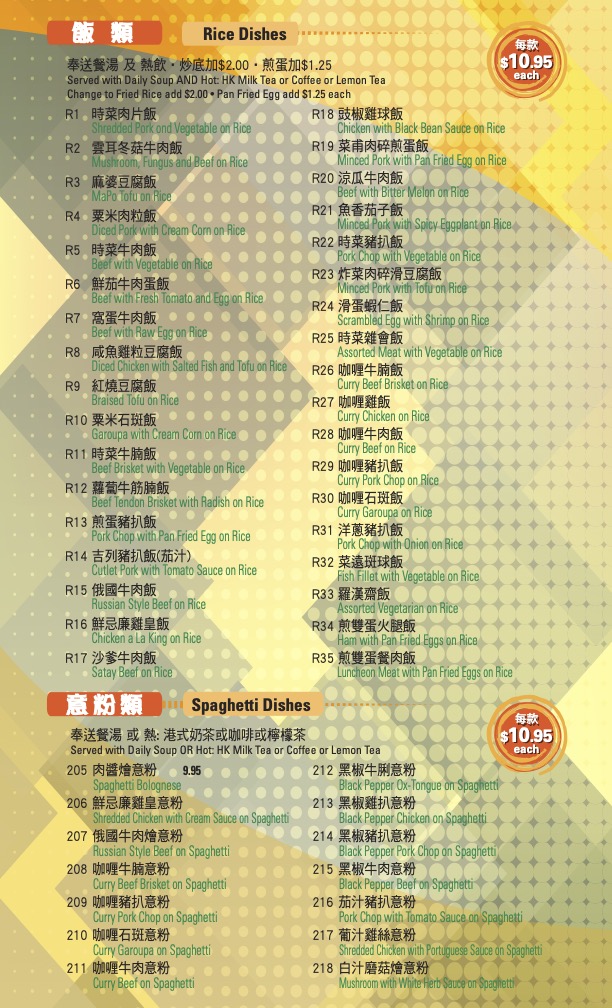 飯 類
Rice Dishes
每款
$10.95
each
奉送餐湯 及 熱飲・炒底加$2.00・煎蛋加$1.25
Served with Daily Soup AND Hot: HK Milk Tea or Coffee or Lemon Tea
Change to Fried Rice add $2.00 • Pan Fried Egg add $1.25 each
R1 時菜肉片飯
Shredded Pork and Vegetable on Rice
R2 雲耳冬菇牛肉飯
Mushroom, Fungus and Beef on Rice
R3 麻婆豆腐飯
MaPo Tofu on Rice
R4 粟米肉粒飯
Diced Pork with Cream Corn on Rice
R5 時菜牛肉飯
Beef with Vegetable on Rice
R6 鮮茄牛肉蛋飯
Beef with Fresh Tomato and Egg on Rice
R7 窩蛋牛肉飯
Beef with Raw Egg on Rice
R8 咸魚雞粒豆腐飯
Diced Chicken with Salted Fish and Tofu on Rice
R9 紅燒豆腐飯
Braised Tofu on Rice
R10 粟米石斑飯
Garoupa with Cream Corn on Rice
R11 時菜牛腩飯
Beef Brisket with Vegetable on Rice
R12 蘿蔔牛筋腩飯
Beef Tendon Brisket with Radish on Rice
R13 煎蛋豬扒飯
Pork Chop with Pan Fried Egg on Rice
R14 吉列豬扒飯(茄汁)
Cutlet Pork with Tomato Sauce on Rice
R15 俄國牛肉飯
Russian Style Beef on Rice
R16 鮮忌廉雞皇飯
Chicken a La King on Rice
R17 沙爹牛肉飯
Satay Beef on Rice
R18 豉椒雞球飯
Chicken with Black Bean Sauce on Rice
R19 菜甫肉碎煎蛋飯
Minced Pork with Pan Fried Egg on Rice
R20 涼瓜牛肉飯
Beef with Bitter Melon on Rice
R21 魚香茄子飯
Minced Pork with Spicy Eggplant on Rice
R22 時菜豬扒飯
Pork Chop with Vegetable on Rice
R23 炸菜肉碎滑豆腐飯
Minced Pork with Tofu on Rice
R24 滑蛋蝦仁飯
Scrambled Egg with Shrimp on Rice
R25 時菜雜會飯
Assorted Meat with Vegetable on Rice
R26 咖喱牛腩飯
Curry Beef Brisket on Rice
R27 咖喱雞飯
Curry Chicken on Rice
R28 咖喱牛肉飯
Curry Beef on Rice
R29 咖喱豬扒飯
Curry Pork Chop on Rice
R30 咖喱石斑飯
Curry Garoupa on Rice
R31 洋蔥豬扒飯
Pork Chop with Onion on Rice
R32 菜遠斑球飯
Fish Fillet with Vegetable on Rice
R33 羅漢齋飯
Assorted Vegetarian on Rice
R34 煎雙蛋火腿飯
Ham with Pan Fried Eggs on Rice
R35 煎雙蛋餐肉飯
Luncheon Meat with Pan Fried Eggs on Rice
意粉類
Spaghetti Dishes
每款
$10.95
each
奉送餐湯 或 熱: 港式奶茶或咖啡或檸檬茶
Served with Daily Soup OR Hot: HK Milk Tea or Coffee or Lemon Tea
205 肉醬燴意粉 9.95
Spaghetti Bolognese
206 鮮忌廉雞皇意粉
Shredded Chicken with Cream Sauce on Spaghetti
207 俄國牛肉燴意粉
Russian Style Beef on Spaghetti
208 咖喱牛腩意粉
Curry Beef Brisket on Spaghetti
209 咖喱豬扒意粉
Curry Pork Chop on Spaghetti
210 咖喱石斑意粉
Curry Garoupa on Spaghetti
211 咖喱牛肉意粉
Curry Beef on Spaghetti
212 黑椒牛脷意粉
Black Pepper Ox-Tongue on Spaghetti
213 黑椒雞扒意粉
Black Pepper Chicken on Spaghetti
214 黑椒豬扒意粉
Black Pepper Pork Chop on Spaghetti
215 黑椒牛肉意粉
Black Pepper Beef on Spaghetti
216 茄汁豬扒意粉
Pork Chop with Tomato Sauce on Spaghetti
217 葡汁雞絲意粉
Shredded Chicken with Portuguese Sauce on Spaghetti
218 白汁磨菇燴意粉
Mushroom with White Herb Sauce on Spaghetti